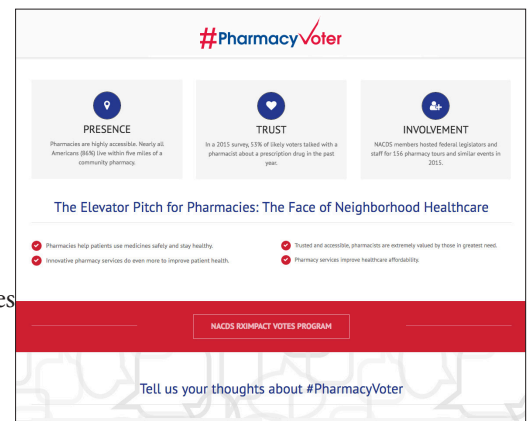 #PharmacyVoter
PRESENCE
Pharmacies are highly accessible. Nearly all
Americans (86%) live within five miles of a
community pharmacy.
TRUST
In a 2015 survey, 53% of likely voters talked with a
pharmacist about a prescription drug in the past
year.
INVOLVEMENT
NACDS members hosted federal legislators and
staff for 156 pharmacy tours and similar events in
2015.
The Elevator Pitch for Pharmacies: The Face of Neighborhood Healthcare
Pharmacies help patients use medicines safely and stay healthy.
Innovative pharmacy services do even more to improve patient health.
Trusted and accessible, pharmacists are extremely valued by those in greatest need.
Pharmacy services improve healthcare affordability.
es
NACDS RXIMPACT VOTES PROGRAM
Tell us your thoughts about #PharmacyVoter